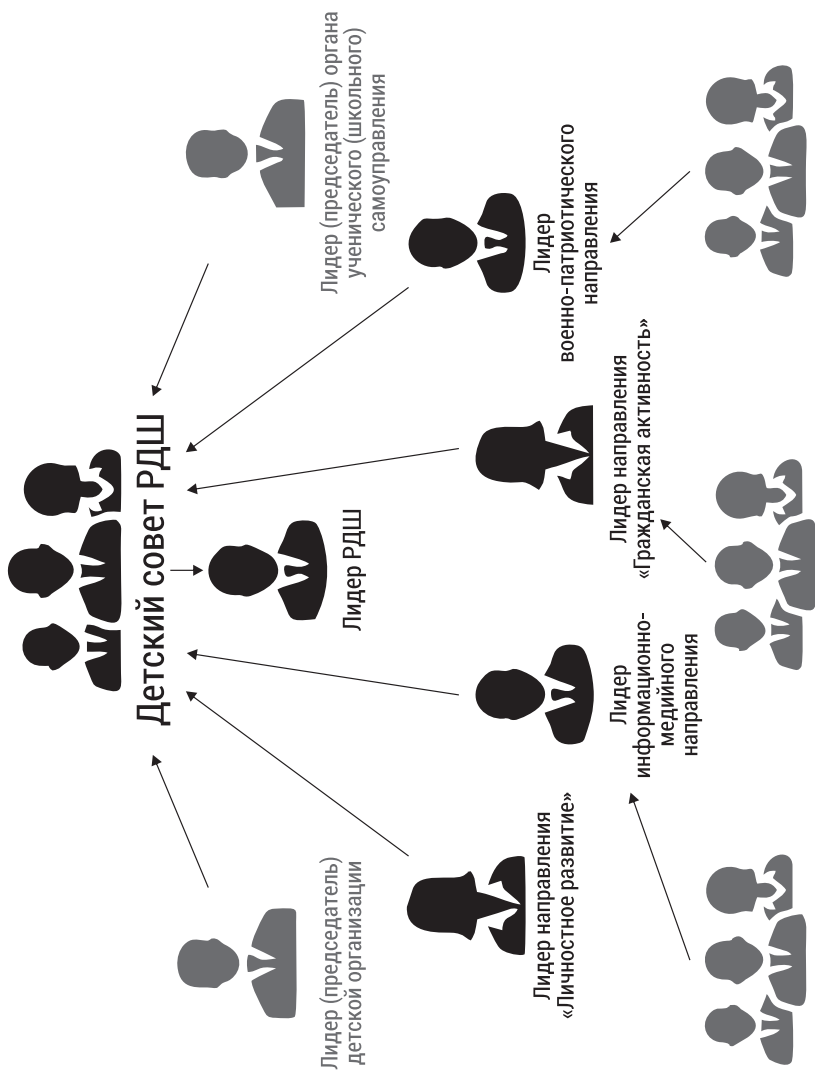 Детский совет РДШ
Лидер (председатель)
детской организации
Лидер (председатель) органа
ученического (школьного)
самоуправления
Лидер РДШ
Лидер направления
«Личностное развитие»
Лидер
информационно-
медийного
направления
Лидер направления
«Гражданская активность»
Лидер
военно-патриотического
направления